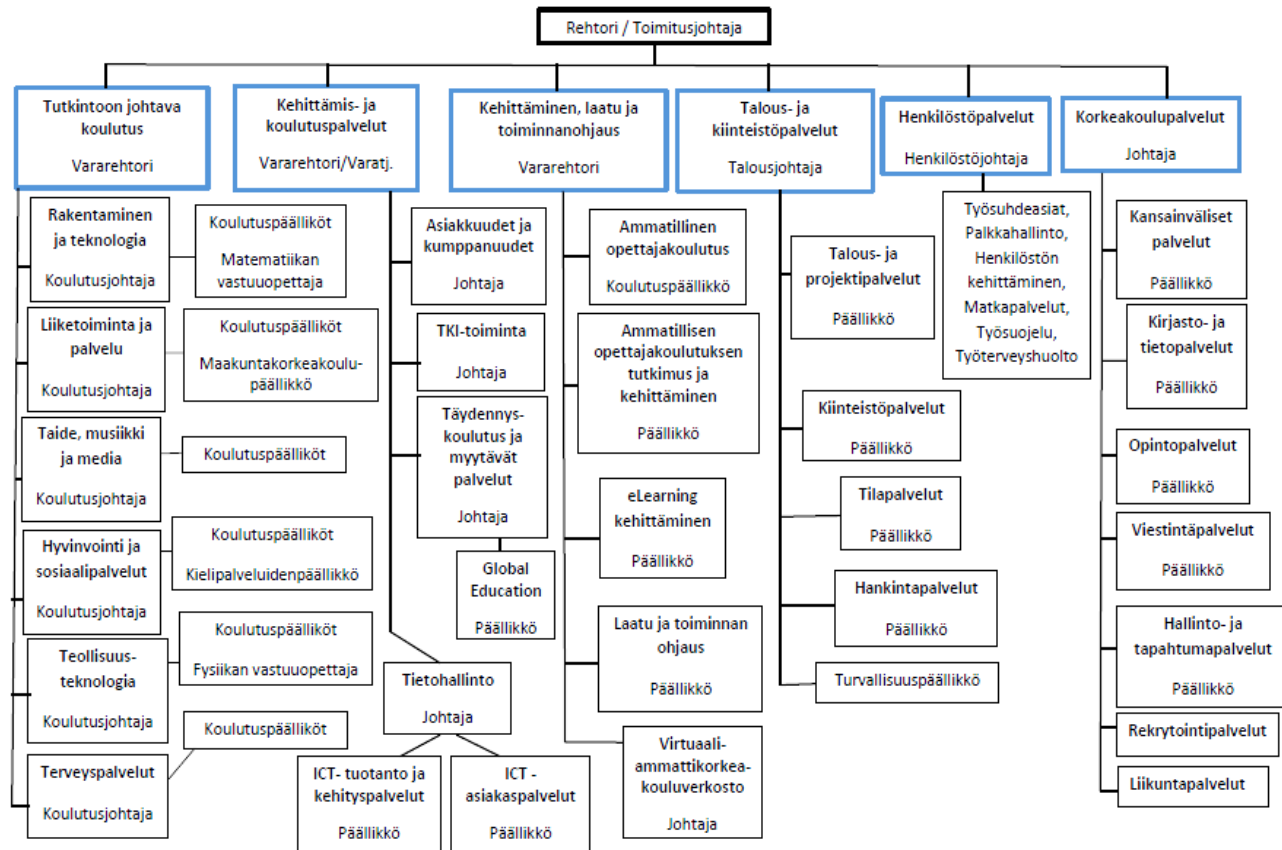 Rehtori / Toimitusjohtaja
Tutkintoon johtava
koulutus
Vararehtori
Kehittämis- ja
koulutuspalvelut
Vararehtori/Varatj.
Kehittäminen, laatu ja
toiminnanohjaus
Vararehtori
Talous- ja
kiinteistöpalvelut
Talousjohtaja
Henkilöstöpalvelut
Henkilöstöjohtaja
Korkeakoulupalvelut
Johtaja
Rakentaminen
ja teknologia
Koulutusjohtaja
Koulutuspäälliköt
Matematiikan
vastuuopettaja
Liiketoiminta ja
palvelu
Koulutusjohtaja
Koulutuspäälliköt
Maakuntakorkeakoulu-
päällikkö
Taide, musiikki
ja media
Koulutusjohtaja
Koulutuspäälliköt
Hyvinvointi ja
sosiaalipalvelut
Koulutusjohtaja
Koulutuspäälliköt
Kielipalveluidenpäällikkö
Teollisuus-
teknologia
Koulutusjohtaja
Koulutuspäälliköt
Fysiikan vastuuopettaja
Terveyspalvelut
Koulutusjohtaja
Koulutuspäälliköt
Asiakkuudet ja
kumppanuudet
Johtaja
TKI-toiminta
Johtaja
Täydennys-
koulutus ja
myytävät
palvelut
Johtaja
Global
Education
Päällikkö
Tietohallinto
Johtaja
ICT- tuotanto ja
kehityspalvelut
Päällikkö
ICT -
asiakaspalvelut
Päällikkö
Ammatillinen
opettajakoulutus
Koulutuspäällikkö
Ammatillisen
opettajakoulutuksen
tutkimus ja
kehittäminen
Päällikkö
eLearning
kehittäminen
Päällikkö
Laatu ja toiminnan
ohjaus
Päällikkö
Virtuaali-
ammattikorkea-
kouluverkosto
Johtaja
Talous- ja
projektipalvelut
Päällikkö
Kiinteistöpalvelut
Päällikkö
Tilapalvelut
Päällikkö
Hankintapalvelut
Päällikkö
Turvallisuuspäällikkö
Työsuhdeasiat,
Palkkahallinto,
Henkilöstön
kehittäminen,
Matkapalvelut,
Työsuojelu,
Työterveyshuolto
Kansainväliset
palvelut
Päällikkö
Kirjasto- ja
tietopalvelut
Päällikkö
Opintopalvelut
Päällikkö
Viestintäpalvelut
Päällikkö
Hallinto- ja
tapahtumapalvelut
Päällikkö
Rekrytointipalvelut
Liikuntapalvelut